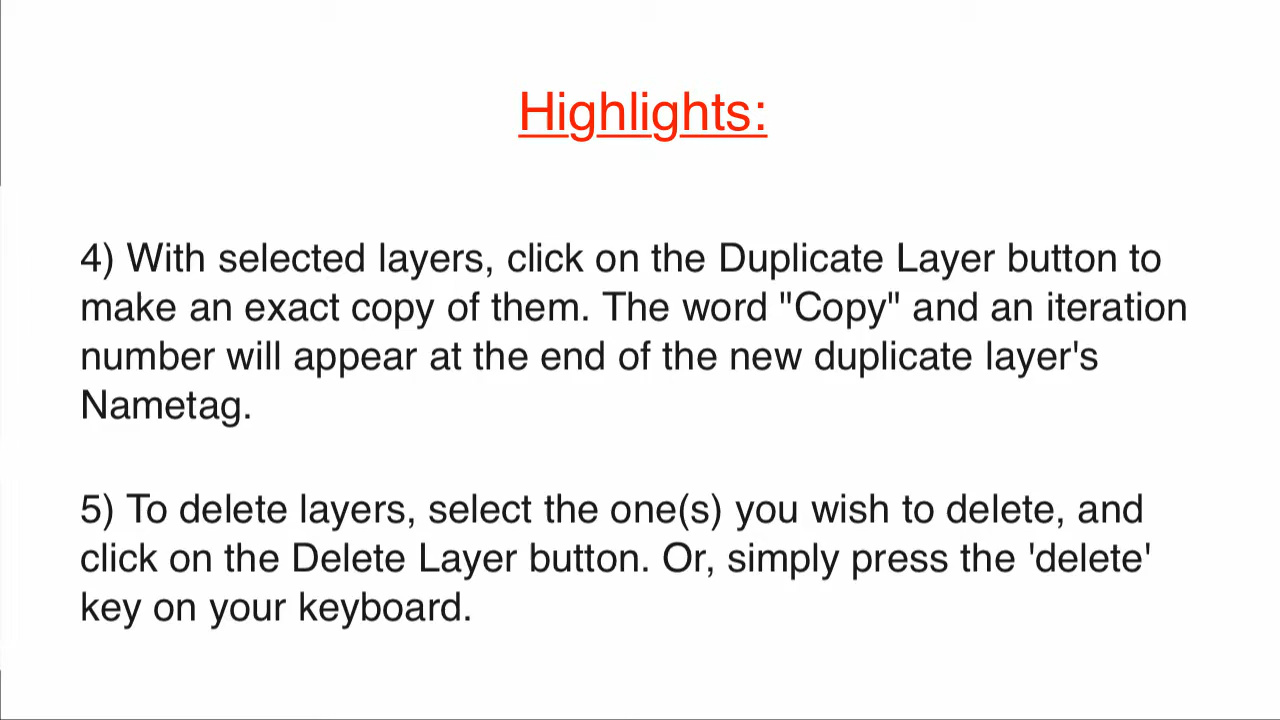 Highlights:
4) With selected layers, click on the Duplicate Layer button to
make an exact copy of them. The word "Copy" and an iteration
number will appear at the end of the new duplicate layer's
Nametag.
5) To delete layers, select the one(s) you wish to delete, and
click on the Delete Layer button. Or, simply press the 'delete'
key on your keyboard.